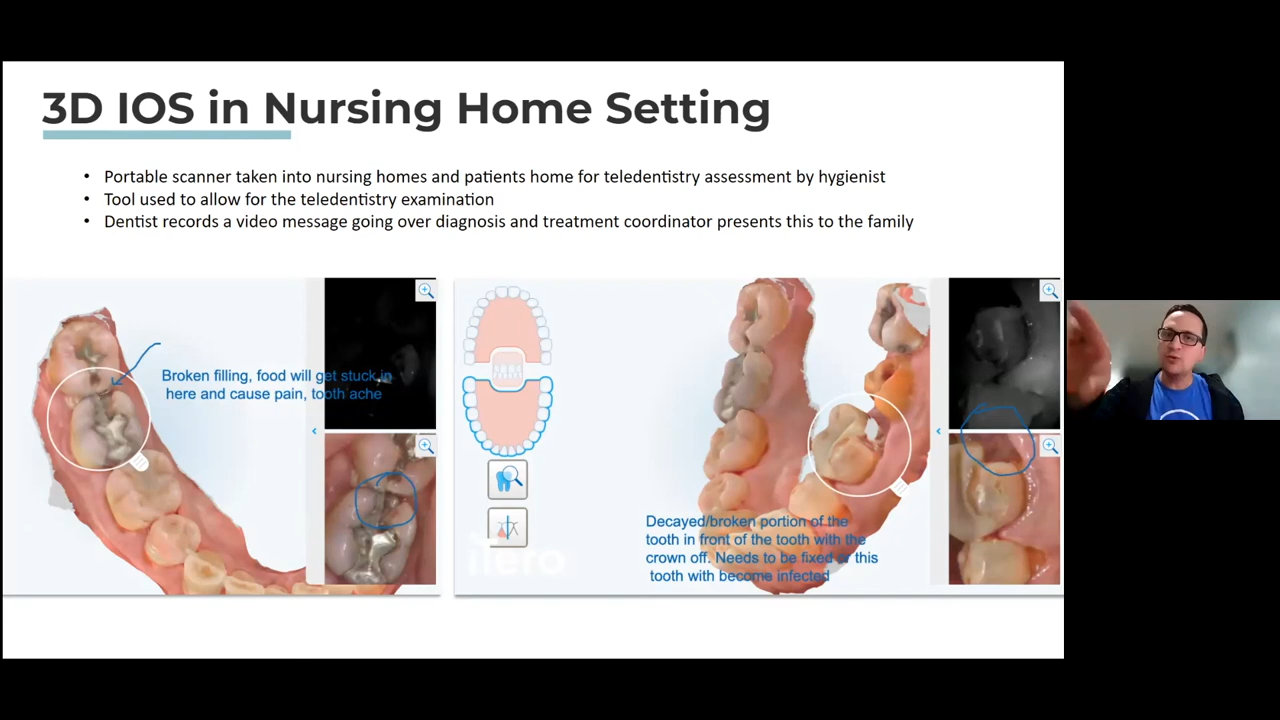 3D IOS in Nursing Home Setting
• Portable scanner taken into nursing homes and patients home for teledentistry assessment by hygienist
• Tool used to allow for the teledentistry examination
• Dentist records a video message going over diagnosis and treatment coordinator presents this to the family
Broken filling, food will get stuck in
here and cause pain, tooth ache
Decayed/broken portion of the
tooth in front of the tooth with the
crown off. Needs to be fixed or this
tooth with become infected
iTero